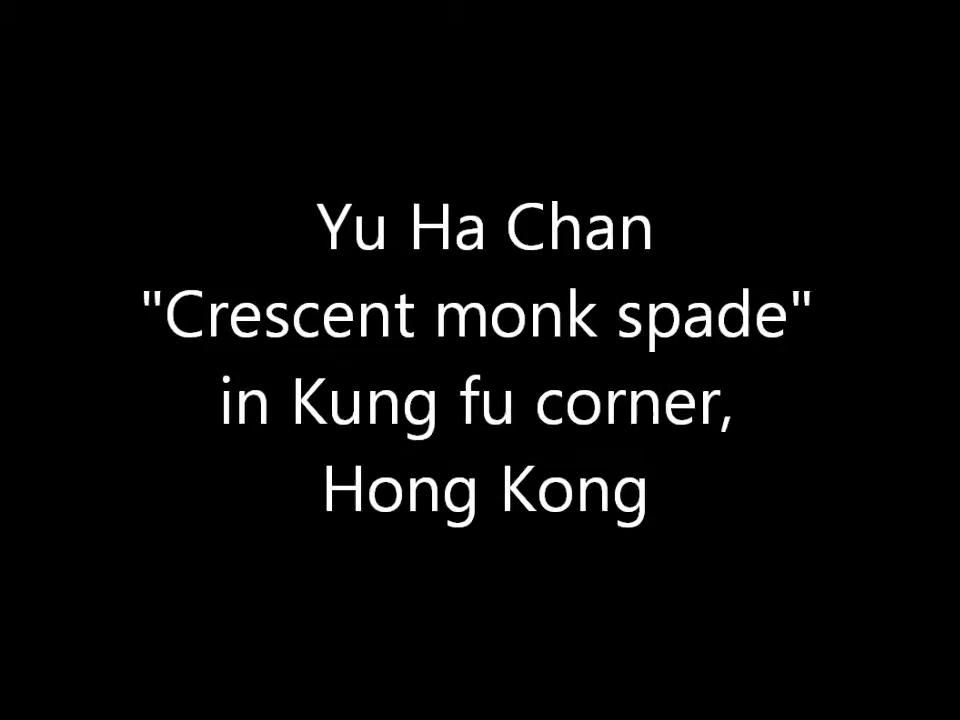 Yu Ha Chan
"Crescent monk spade"
in Kung fu corner,
Hong Kong